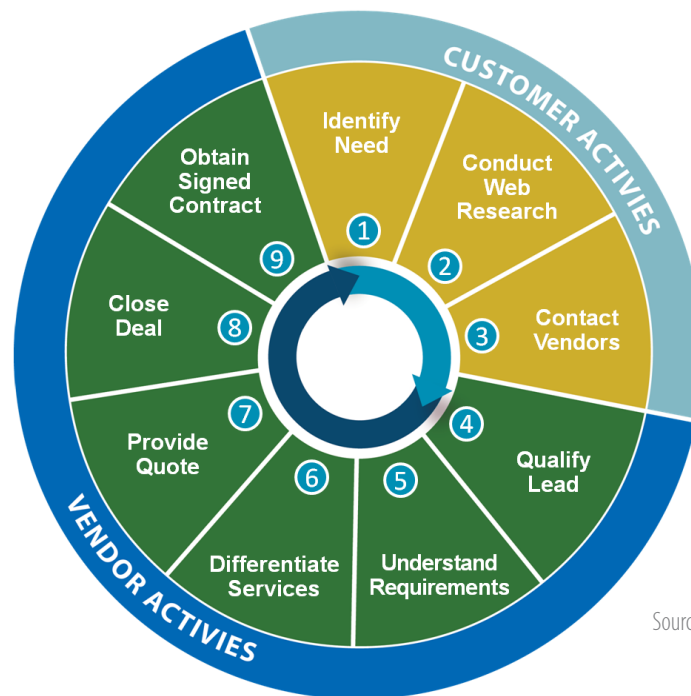 CUSTOMER ACTIVIES
Identify
Need
1
Conduct
Web
Research
2
Contact
Vendors
3
Qualify
Lead
4
Understand
Requirements
5
Differentiate
Services
6
Provide
Quote
7
Close
Deal
8
Obtain
Signed
Contract
9
VENDOR ACTIVIES